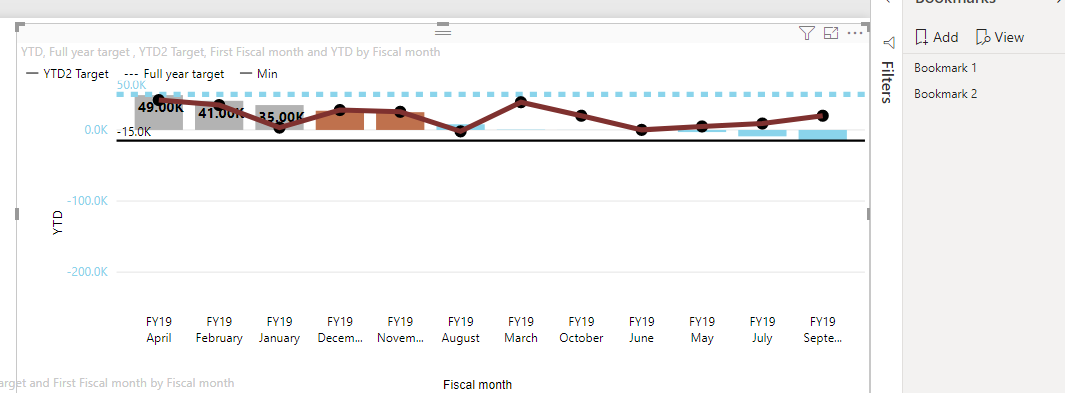 Bookmarks
YTD, Full year target , YTD2 Target, First Fiscal month and YTD by Fiscal month
YTD2 Target
Full year target
Min
50.0K
49.00K
41.00K
35.00K
0.0K
-15.0K
-100.0K
-200.0K
YTD
FY19
April
FY19
February
FY19
January
FY19
Decem...
FY19
Novem...
FY19
August
FY19
March
FY19
October
FY19
June
FY19
May
FY19
July
FY19
Septe...
Fiscal month
arget and First Fiscal month by Fiscal month
Filters
Add
View
Bookmark 1
Bookmark 2